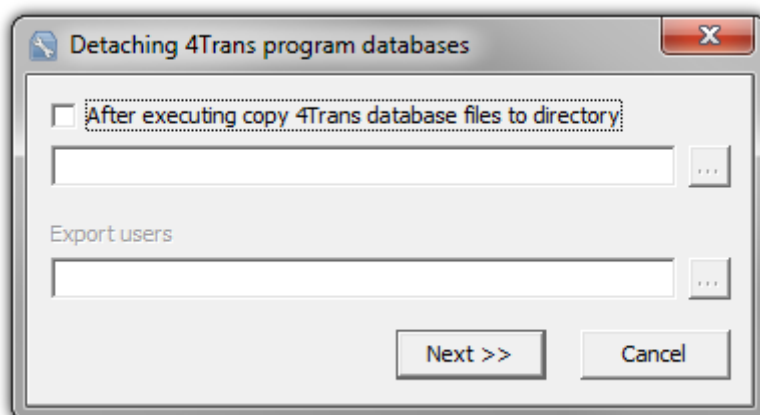 Detaching 4Trans program databases
After executing copy 4Trans database files to directory
...
Export users
...
Next >>
Cancel